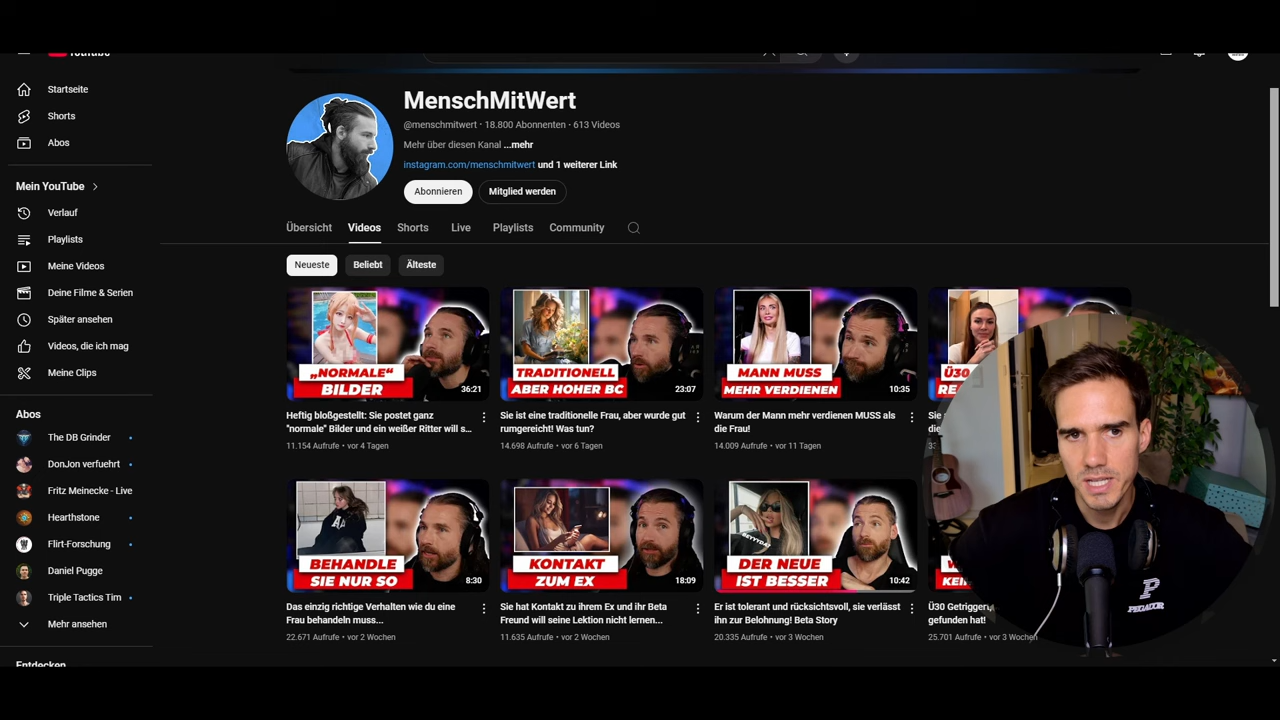 YouTube
Startseite
Shorts
Abos
Mein YouTube
Verlauf
Playlists
Meine Videos
Deine Filme & Serien
Später ansehen
Videos, die ich mag
Meine Clips
Abos
The DB Grinder
DonJon verfuehrt
Fritz Meinecke - Live
Hearthstone
Flirt-Forschung
Daniel Pugge
Triple Tactics Tim
Mehr ansehen
Entdecken
MenschMitWert
@menschmitwert • 18.800 Abonnenten • 613 Videos
Mehr über diesen Kanal ...mehr
instagram.com/menschmitwert und 1 weiterer Link
Abonnieren
Mitglied werden
Übersicht Videos Shorts Live Playlists Community
Neueste Beliebt Älteste
„NORMALE"
BILDER
36:21
Heftig bloßgestellt: Sie postet ganz
"normale" Bilder und ein weißer Ritter will s...
11.154 Aufrufe • vor 4 Tagen
TRADITIONELL
ABER HOHER BC
23:07
Sie ist eine traditionelle Frau, aber wurde gut
rumgereicht! Was tun?
14.698 Aufrufe • vor 6 Tagen
MANN MUSS
MEHR VERDIENEN
10:35
Warum der Mann mehr verdienen MUSS als
die Frau!
14.009 Aufrufe • vor 11 Tagen
Ü30
BEHANDLE
SIE NUR SO
8:30
Das einzig richtige Verhalten wie du eine
Frau behandeln muss...
22.671 Aufrufe • vor 2 Wochen
KONTAKT
ZUM EX
18:09
Sie hat Kontakt zu ihrem Ex und ihr Beta
Freund will seine Lektion nicht lernen...
11.635 Aufrufe • vor 2 Wochen
DER NEUE
IST BESSER
10:42
Er ist tolerant und rücksichtsvoll, sie verlässt
ihn zur Belohnung! Beta Story
20.335 Aufrufe • vor 3 Wochen
Ü30 Getriggert
gefunden hat!
25.701 Aufrufe • vor 3 Wochen
P
PEGADOR